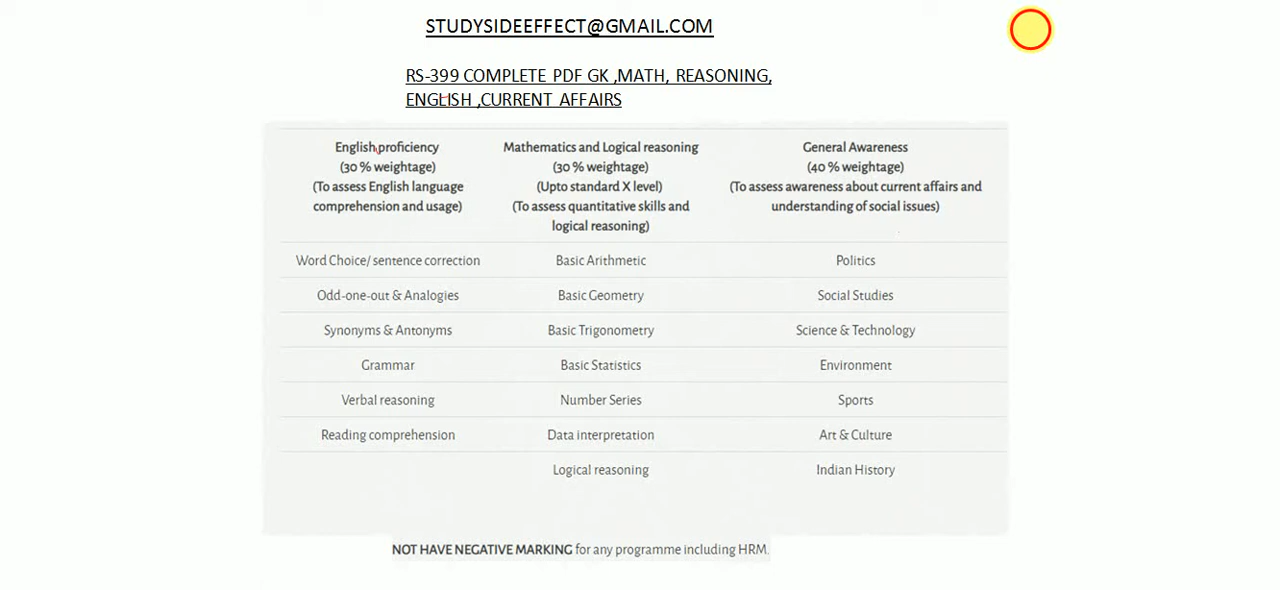 STUDYSIDEEFFECT@GMAIL.COM
RS-399 COMPLETE PDF GK ,MATH, REASONING,
ENGLISH ,CURRENT AFFAIRS
English proficiency
(30 % weightage)
(To assess English language
comprehension and usage)
Mathematics and Logical reasoning
(30 % weightage)
(Upto standard X level)
(To assess quantitative skills and
logical reasoning)
General Awareness
(40 % weightage)
(To assess awareness about current affairs and
understanding of social issues)
Word Choice/ sentence correction
Basic Arithmetic
Politics
Odd-one-out & Analogies
Basic Geometry
Social Studies
Synonyms & Antonyms
Basic Trigonometry
Science & Technology
Grammar
Basic Statistics
Environment
Verbal reasoning
Number Series
Sports
Reading comprehension
Data interpretation
Art & Culture
Logical reasoning
Indian History
NOT HAVE NEGATIVE MARKING for any programme including HRM.